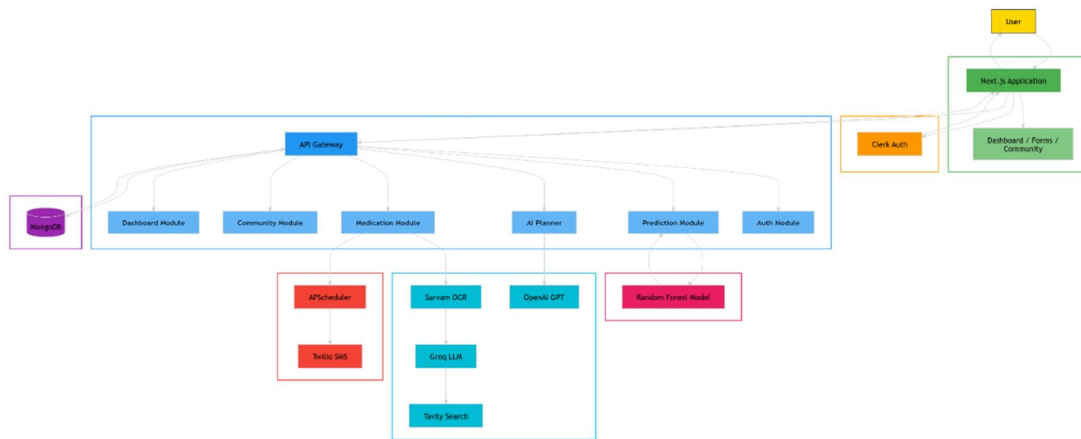 User
Next.js Application
API Gateway
Clerk Auth
Dashboard / Forms /
Community
MongoDB
Dashboard Module
Community Module
Medication Module
AI Planner
Prediction Module
Auth Module
APScheduler
Sarvam OCR
OpenAI GPT
Random Forest Model
Twilio SMS
Groq LLM
Tavily Search